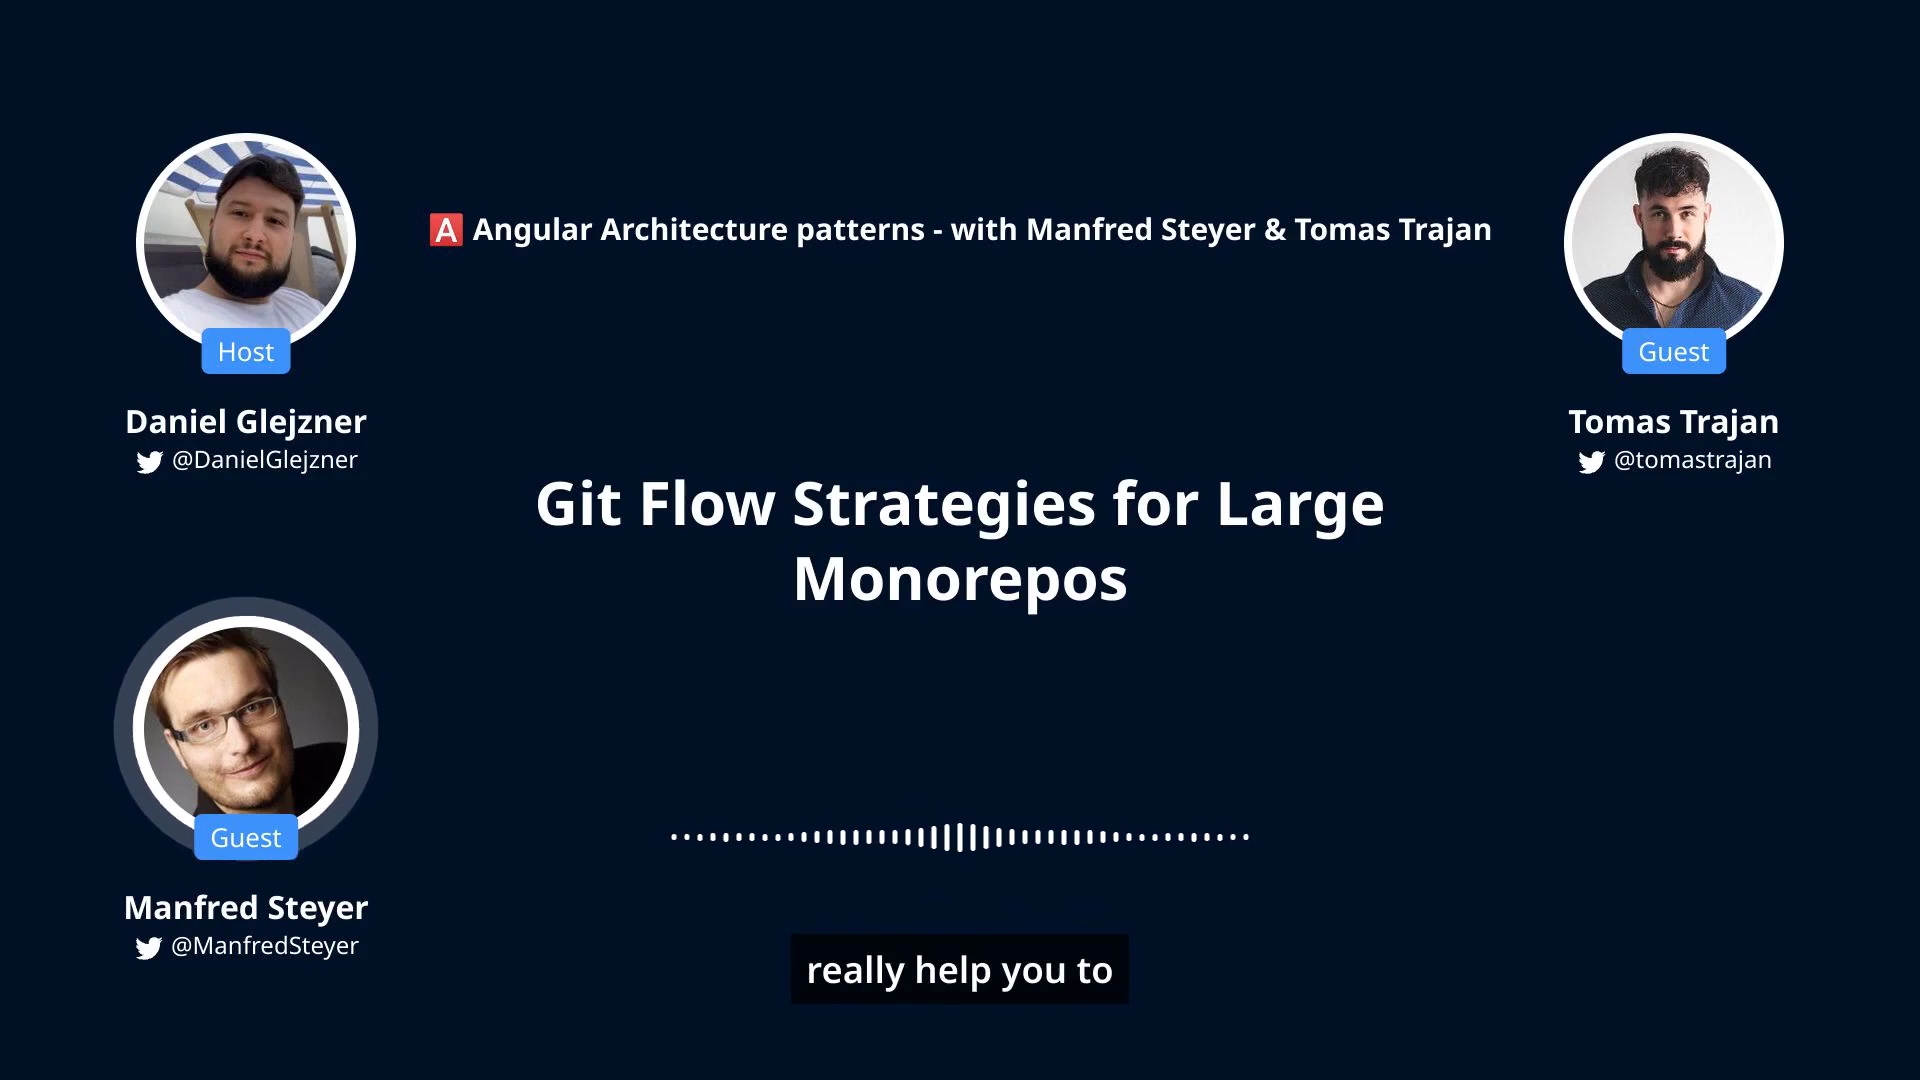 🅰 Angular Architecture patterns - with Manfred Steyer & Tomas Trajan
Host
Daniel Glejzner
@DanielGlejzner
Guest
Tomas Trajan
@tomastrajan
Git Flow Strategies for Large
Monorepos
Guest
Manfred Steyer
@ManfredSteyer
really help you to